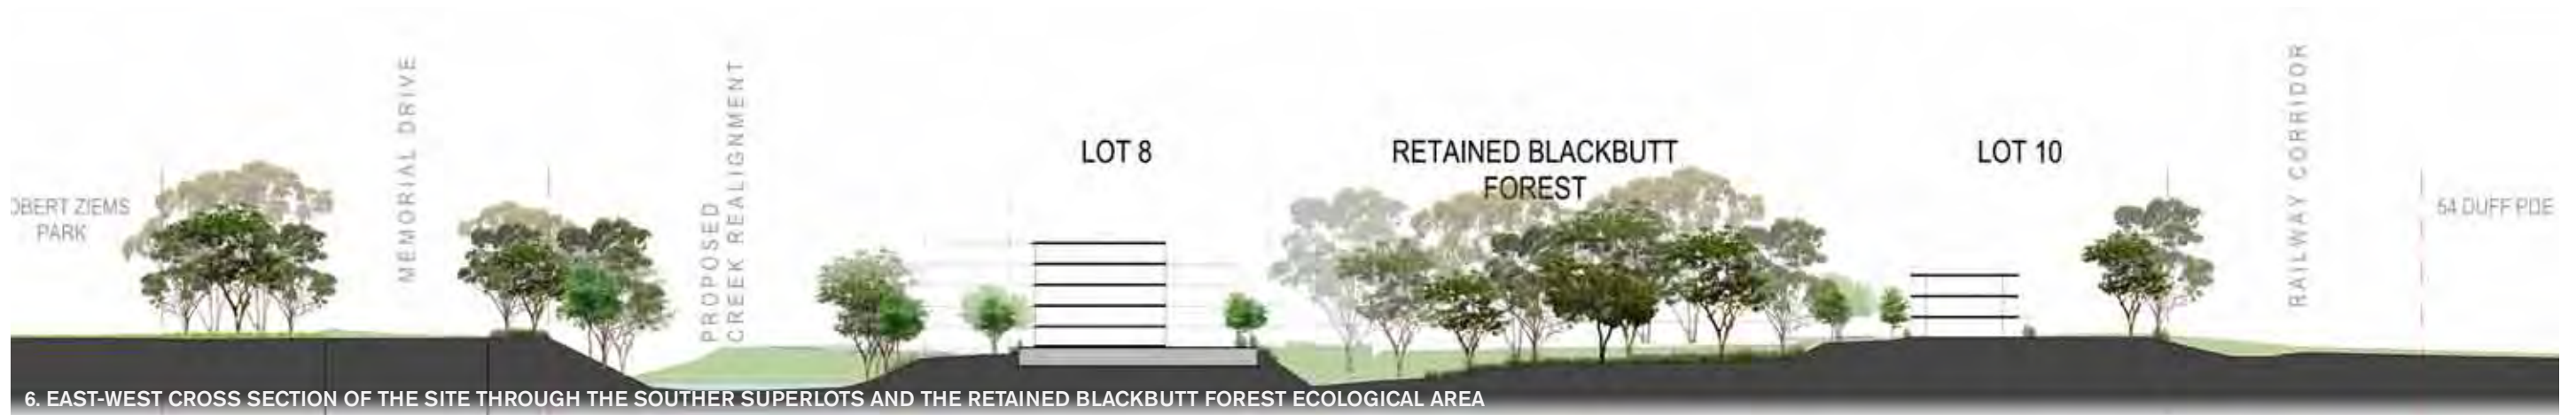 OBERT ZIEMS
PARK
MEMORIAL DRIVE
PROPOSED
CREEK REALIGNMENT
LOT 8
RETAINED BLACKBUTT
FOREST
LOT 10
RAILWAY CORRIDOR
54 DUFF PDE
6. EAST-WEST CROSS SECTION OF THE SITE THROUGH THE SOUTHER SUPERLOTS AND THE RETAINED BLACKBUTT FOREST ECOLOGICAL AREA